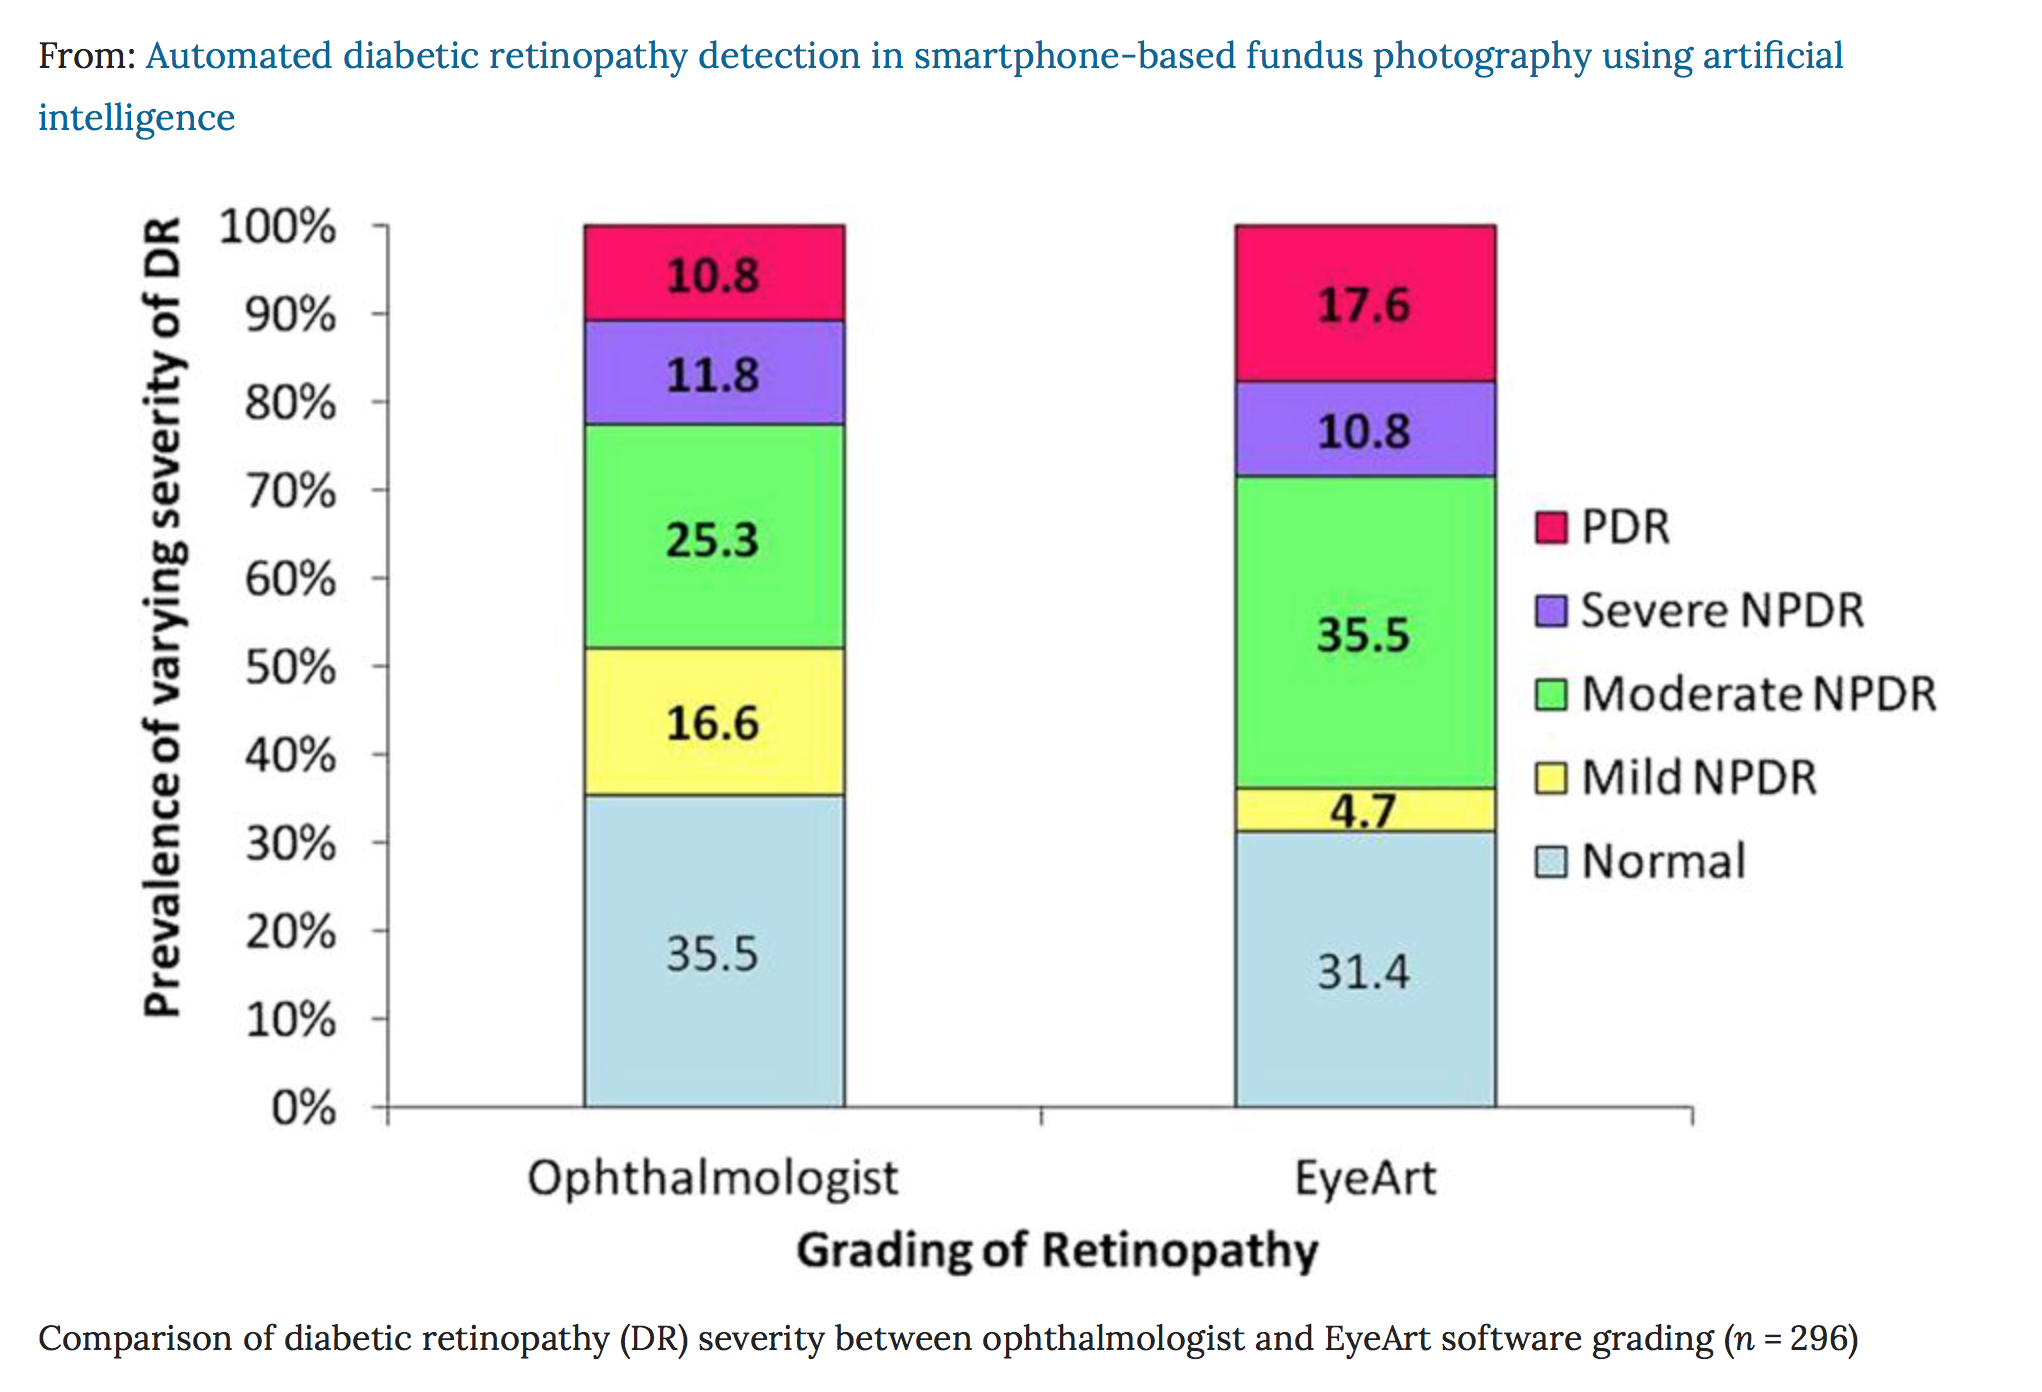 From: Automated diabetic retinopathy detection in smartphone-based fundus photography using artificial
intelligence
Prevalence of varying severity of DR
100%
90%
80%
70%
60%
50%
40%
30%
20%
10%
0%
10.8
11.8
25.3
16.6
35.5
17.6
10.8
35.5
4.7
31.4
PDR
Severe NPDR
Moderate NPDR
Mild NPDR
Normal
Ophthalmologist
EyeArt
Grading of Retinopathy
Comparison of diabetic retinopathy (DR) severity between ophthalmologist and EyeArt software grading (n = 296)